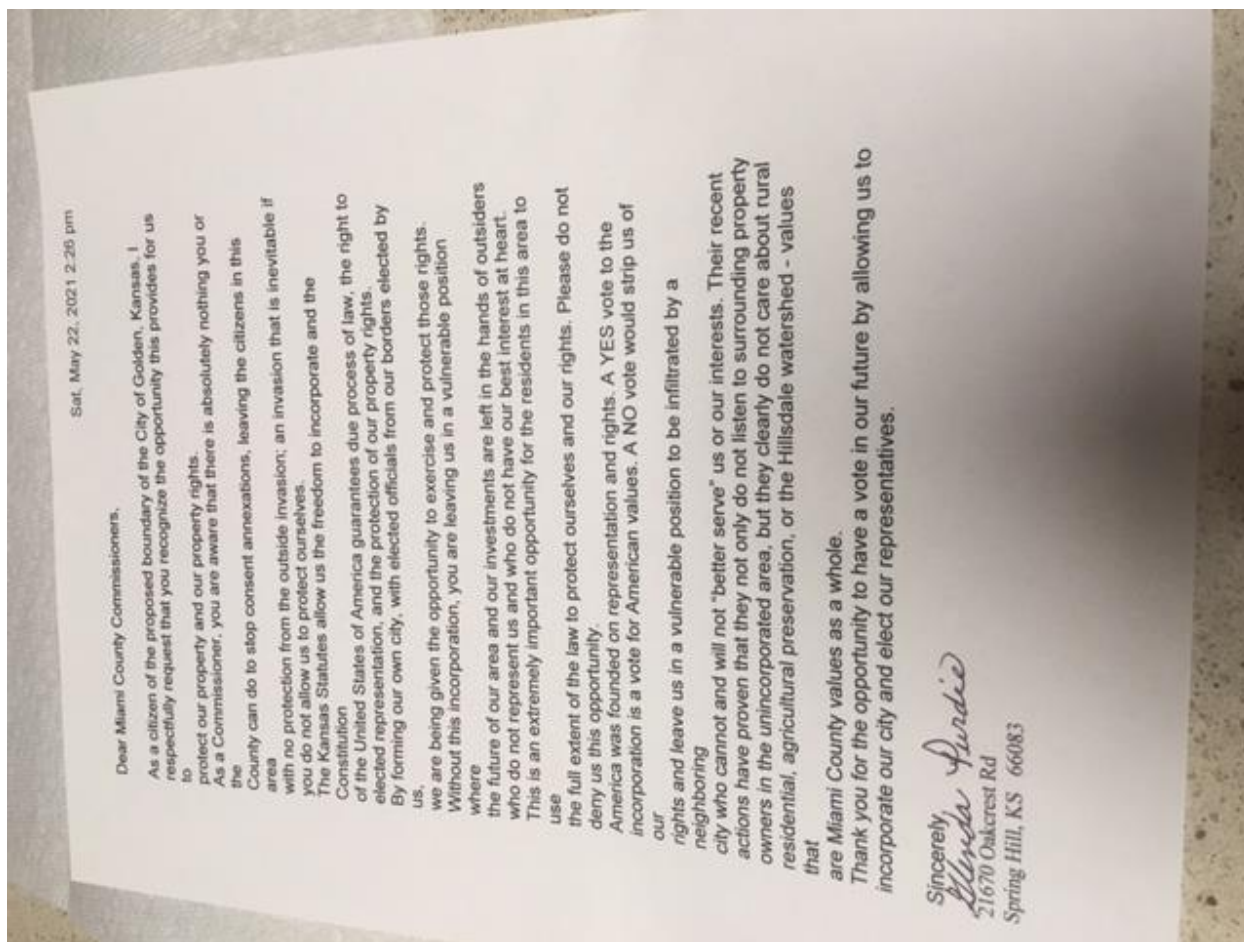 Sat, May 22, 2021 2:26 pm
Dear Miami County Commissioners,
As a citizen of the proposed boundary of the City of Golden, Kansas, I
respectfully request that you recognize the opportunity this provides for us
to
protect our property and our property rights.
As a Commissioner, you are aware that there is absolutely nothing you or
the
County can do to stop consent annexations, leaving the citizens in this
area
with no protection from the outside invasion; an invasion that is inevitable if
you do not allow us to protect ourselves.
The Kansas Statutes allow us the freedom to incorporate and the
Constitution
of the United States of America guarantees due process of law, the right to
elected representation, and the protection of our property rights.
By forming our own city, with elected officials from our borders elected by
us,
we are being given the opportunity to exercise and protect those rights.
Without this incorporation, you are leaving us in a vulnerable position
where
the future of our area and our investments are left in the hands of outsiders
who do not represent us and who do not have our best interest at heart.
This is an extremely important opportunity for the residents in this area to
use
the full extent of the law to protect ourselves and our rights. Please do not
deny us this opportunity.
America was founded on representation and rights. A YES vote to the
incorporation is a vote for American values. A NO vote would strip us of
our
rights and leave us in a vulnerable position to be infiltrated by a
neighboring
city who cannot and will not "better serve" us or our interests. Their recent
actions have proven that they not only do not listen to surrounding property
owners in the unincorporated area, but they clearly do not care about rural
residential, agricultural preservation, or the Hillsdale watershed - values
that
are Miami County values as a whole.
Thank you for the opportunity to have a vote in our future by allowing us to
incorporate our city and elect our representatives.
Sincerely
Glenda Purdie
21670 Oakcrest Rd
Spring Hill, KS 66083